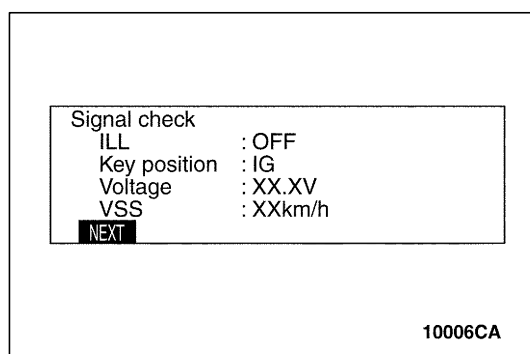 Signal check
ILL : OFF
Key position : IG
Voltage : XX.XV
VSS : XXkm/h
NEXT
10006CA